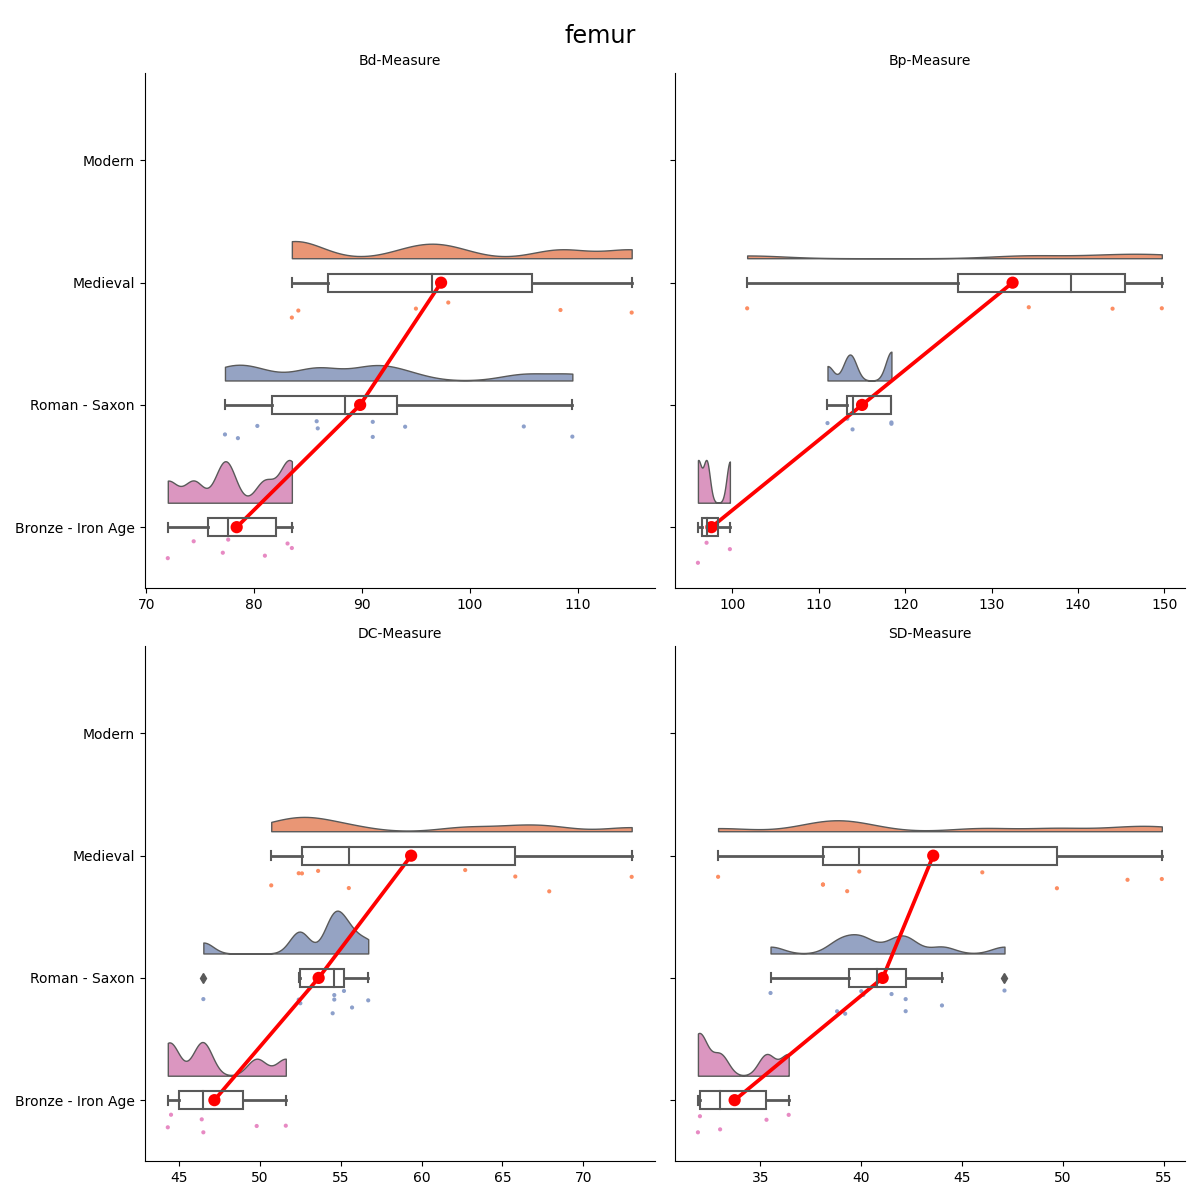 femur
Bd-Measure
Bp-Measure
Modern
Medieval
Roman - Saxon
Bronze - Iron Age
70 80 90 100 110
100 110 120 130 140 150
DC-Measure
SD-Measure
Modern
Medieval
Roman - Saxon
Bronze - Iron Age
45 50 55 60 65 70
35 40 45 50 55